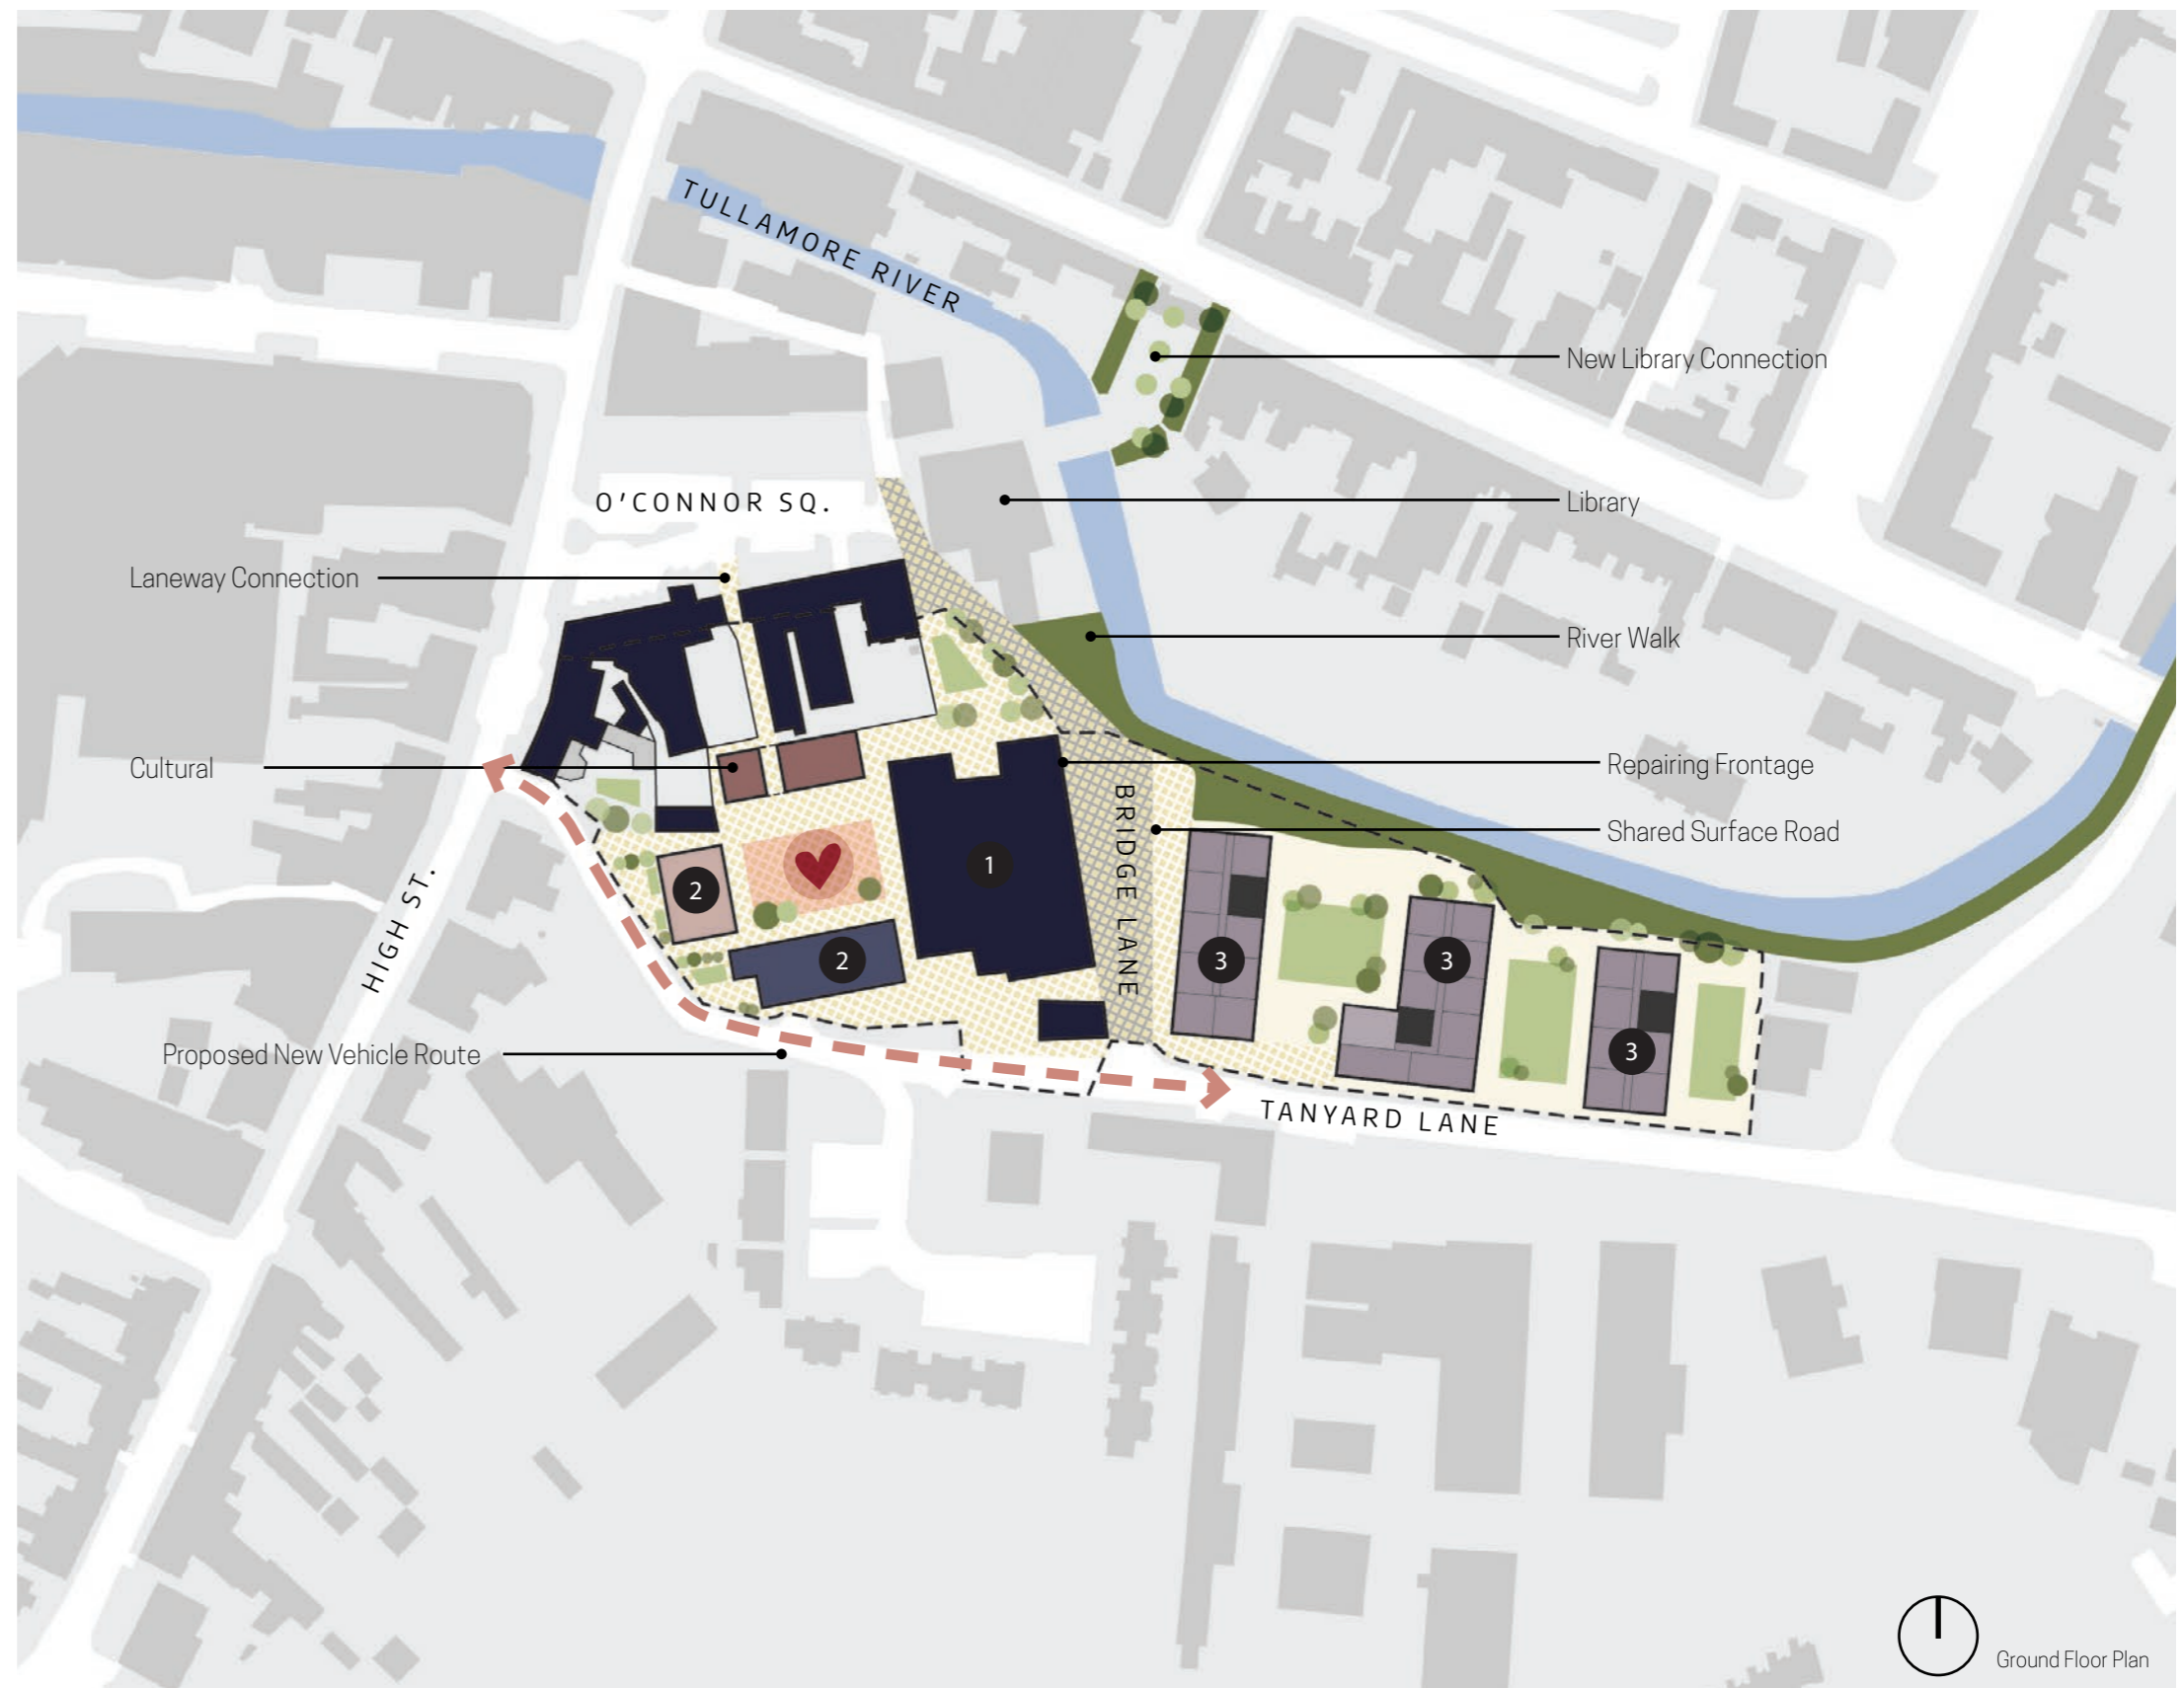 TULLAMORE RIVER
New Library Connection
Library
O'CONNOR SQ.
Laneway Connection
River Walk
Cultural
Repairing Frontage
Shared Surface Road
BRIDGE LANE
1
2
2
3
3
3
HIGH ST.
Proposed New Vehicle Route
TANYARD LANE
Ground Floor Plan